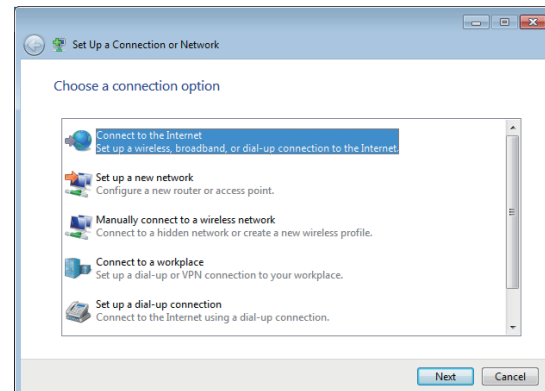 Set Up a Connection or Network
Choose a connection option
Connect to the Internet
Set up a wireless, broadband, or dial-up connection to the Internet.
Set up a new network
Configure a new router or access point.
Manually connect to a wireless network
Connect to a hidden network or create a new wireless profile.
Connect to a workplace
Set up a dial-up or VPN connection to your workplace.
Set up a dial-up connection
Connect to the Internet using a dial-up connection.
Next Cancel